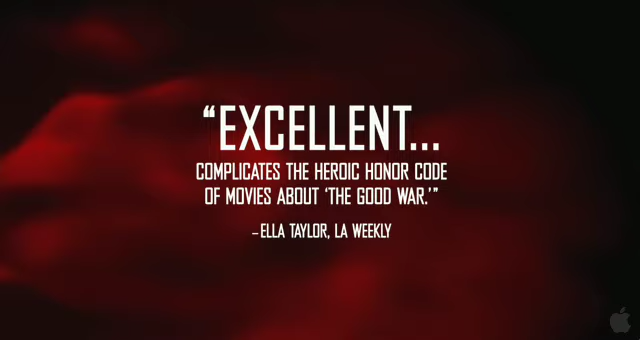 “EXCELLENT...
COMPLICATES THE HEROIC HONOR CODE
OF MOVIES ABOUT ‘THE GOOD WAR.’”
– ELLA TAYLOR, LA WEEKLY